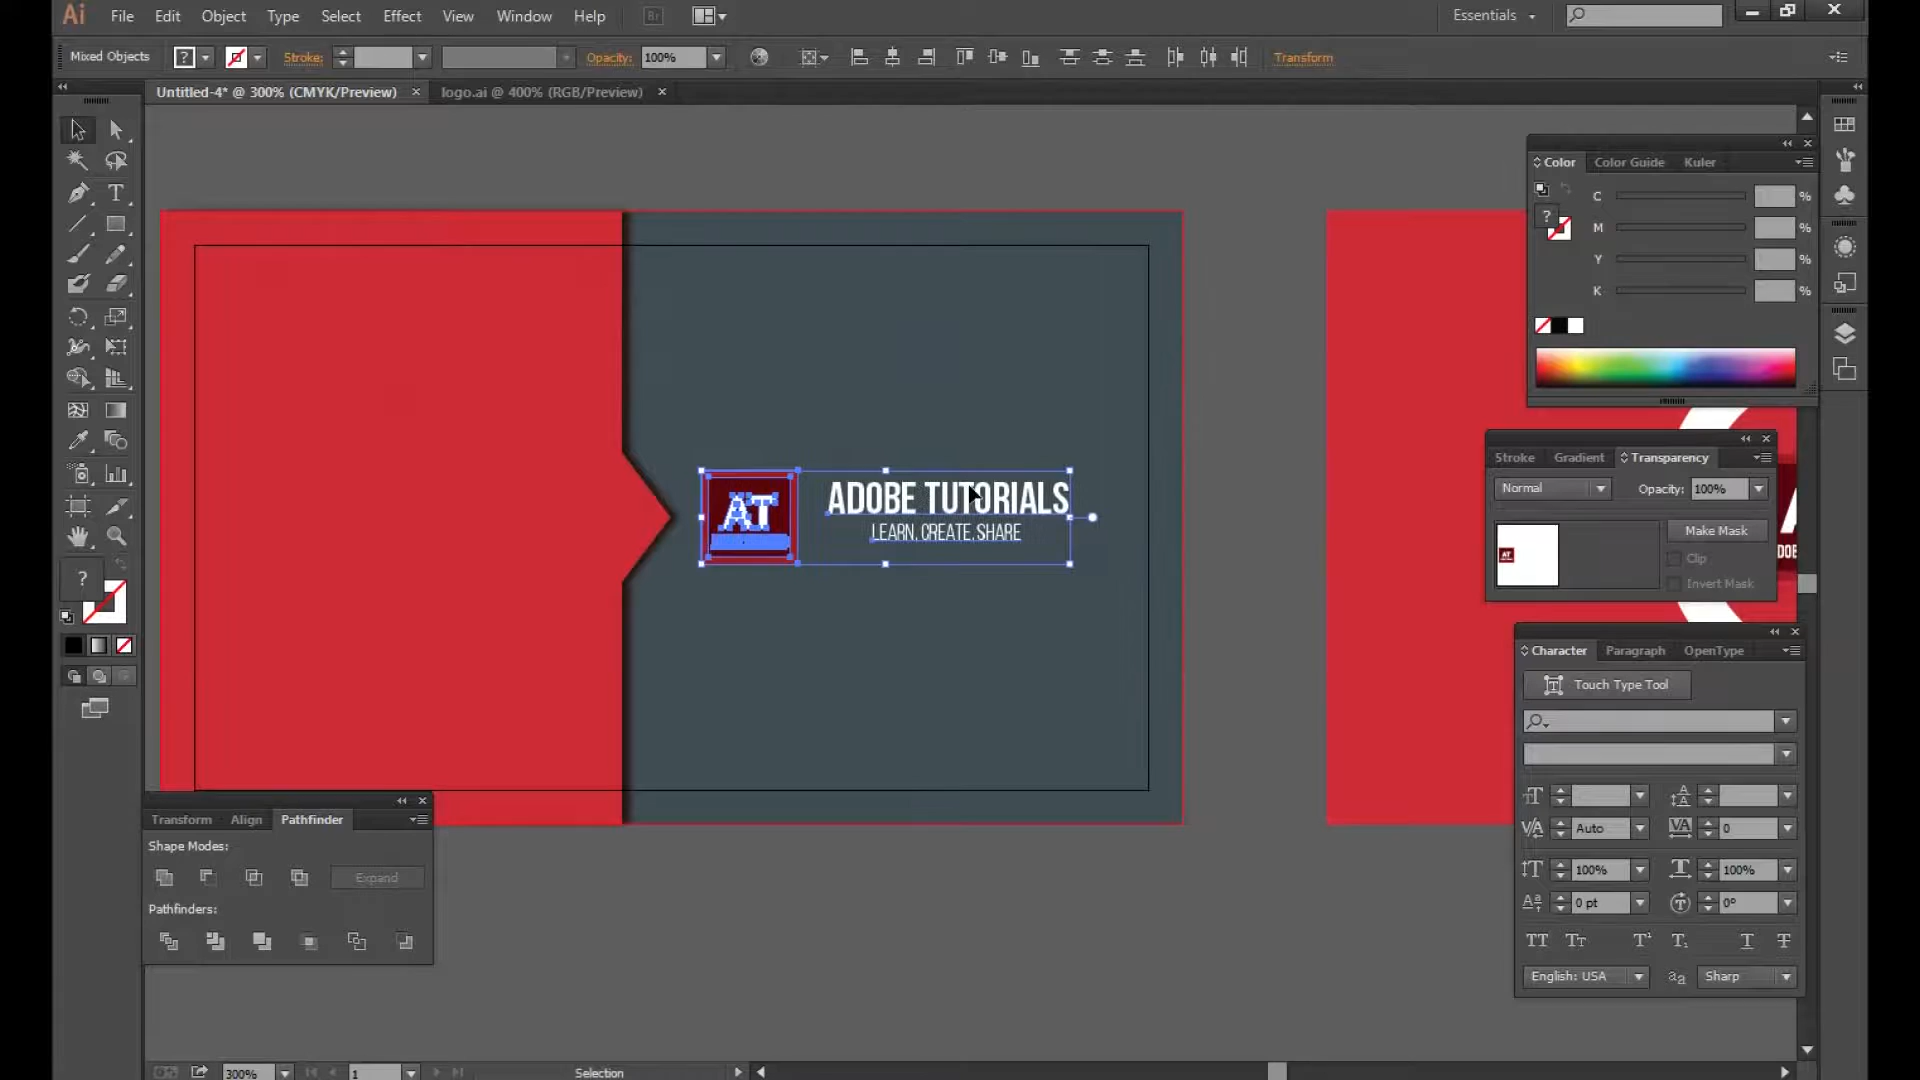 Ai File Edit Object Type Select Effect View Window Help Br Essentials
Mixed Objects ? Stroke: Opacity: 100% Transform
Untitled-4* @ 300% (CMYK/Preview) × logo.ai @ 400% (RGB/Preview) ×
Color Color Guide Kuler
C %
M %
Y %
K %
?
AT
ADOBE TUTORIALS
LEARN. CREATE. SHARE
Stroke Gradient Transparency
Normal Opacity: 100%
Make Mask
Clip
Invert Mask
?
Character Paragraph OpenType
Touch Type Tool
Auto 0
100% 100%
0 pt 0°
English: USA Sharp
Transform Align Pathfinder
Shape Modes:
Expand
Pathfinders:
300% 1 Selection